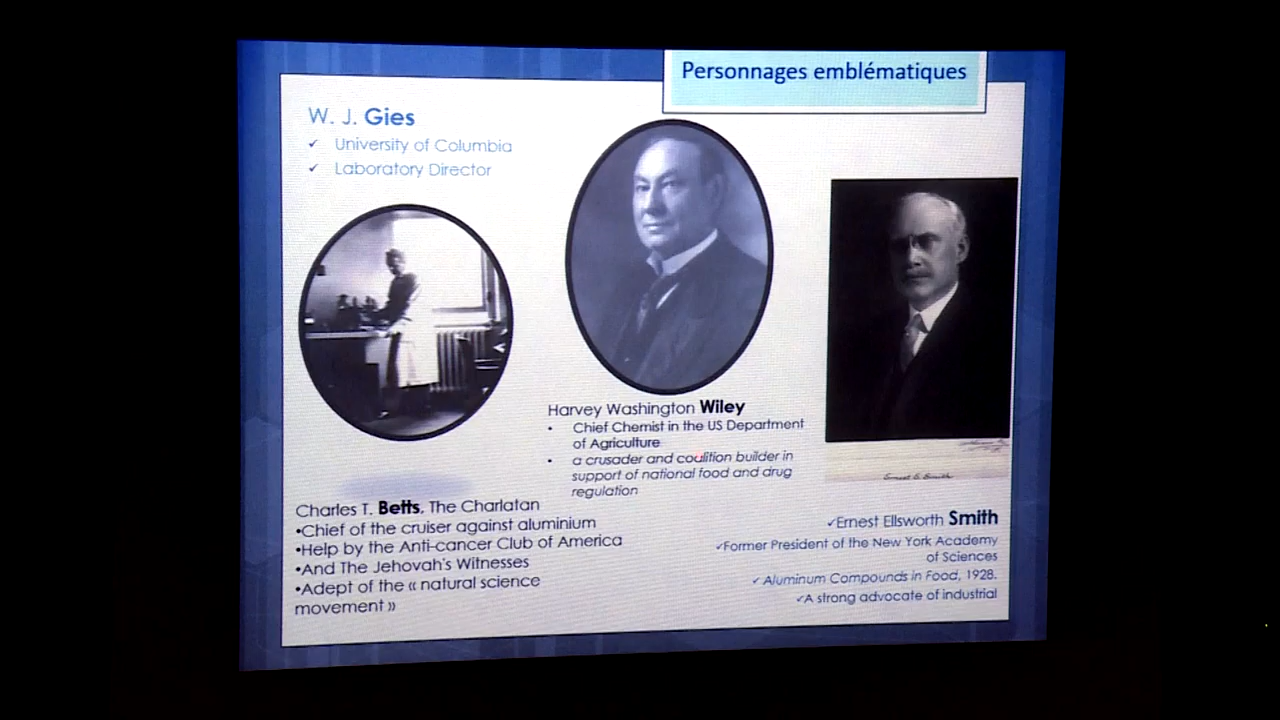 Personnages emblématiques
W. J. Gies
✓ University of Columbia
✓ Laboratory Director
Harvey Washington Wiley
• Chief Chemist in the US Department
of Agriculture
• a crusader and coalition builder in
support of national food and drug
regulation
Charles T. Betts, The Charlatan
•Chief of the cruiser against aluminium
•Help by the Anti-cancer Club of America
•And The Jehovah's Witnesses
•Adept of the « natural science
movement »
Ernest E. Smith
✓Ernest Ellsworth Smith
✓Former President of the New York Academy
of Sciences
✓ Aluminum Compounds in Food, 1928.
✓A strong advocate of industrial